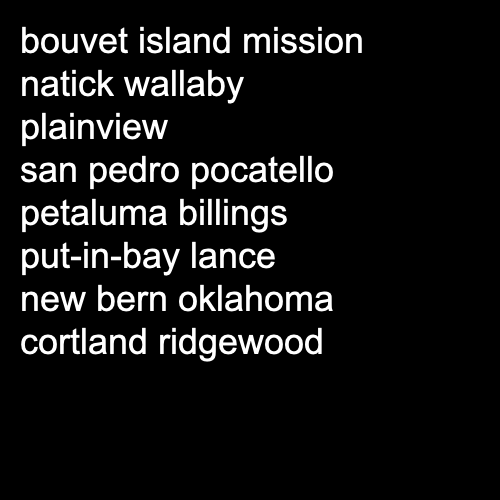 bouvet island mission
natick wallaby
plainview
san pedro pocatello
petaluma billings
put-in-bay lance
new bern oklahoma
cortland ridgewood